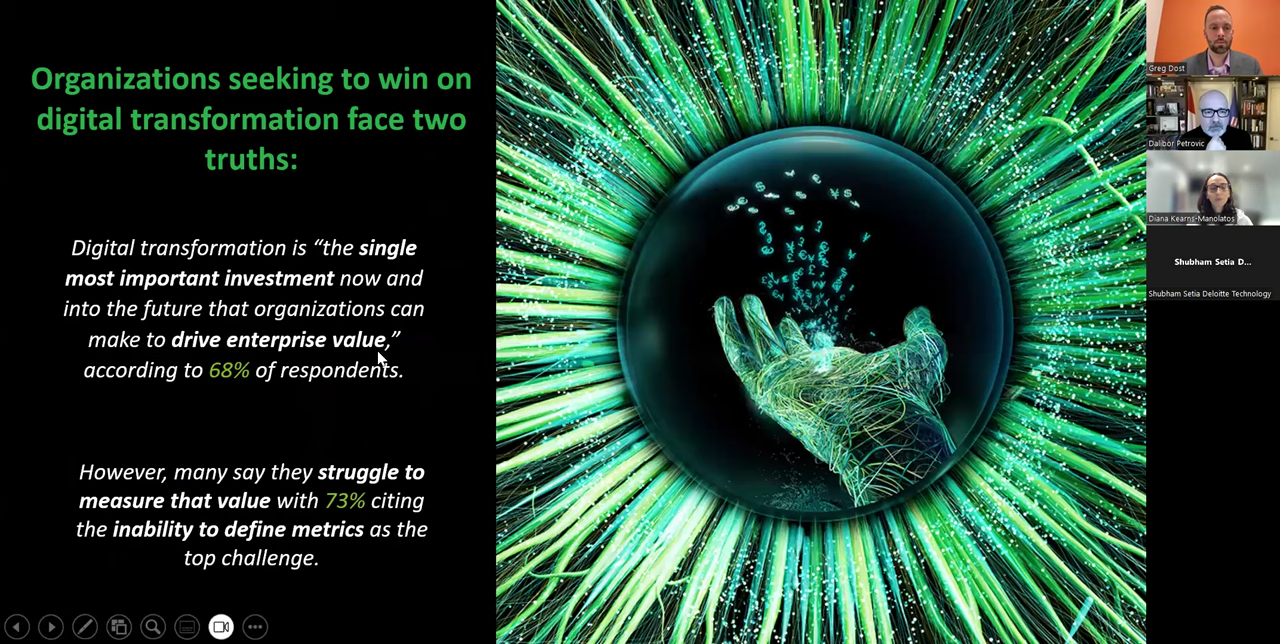 Organizations seeking to win on
digital transformation face two
truths:
Digital transformation is “the single
most important investment now and
into the future that organizations can
make to drive enterprise value,”
according to 68% of respondents.
However, many say they struggle to
measure that value with 73% citing
the inability to define metrics as the
top challenge.
Greg Dost
Dalibor Petrovic
Diana Kearns-Manolatos
Shubham Setia D...
Shubham Setia Deloitte Technology